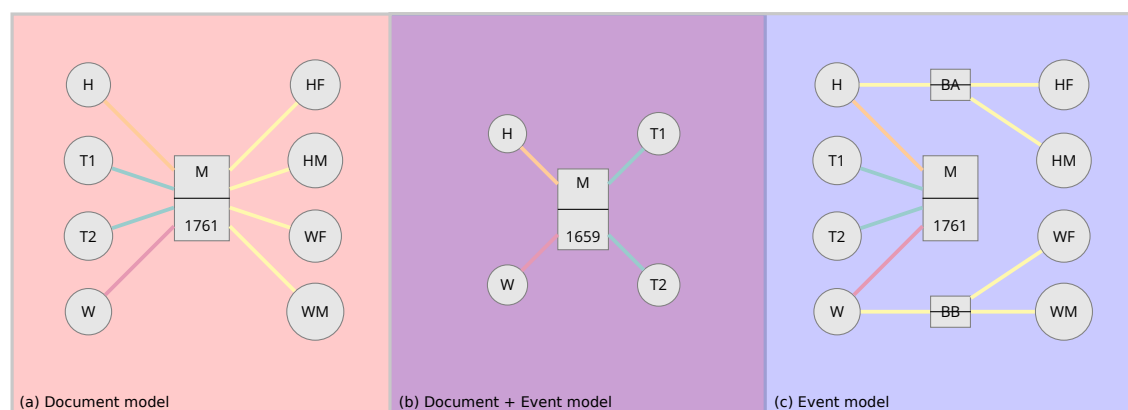 H
HF
T1
HM
M
1761
T2
WF
W
WM
(a) Document model
H
T1
M
1659
W
T2
(b) Document + Event model
H
BA
HF
T1
HM
M
1761
T2
WF
W
BB
WM
(c) Event model